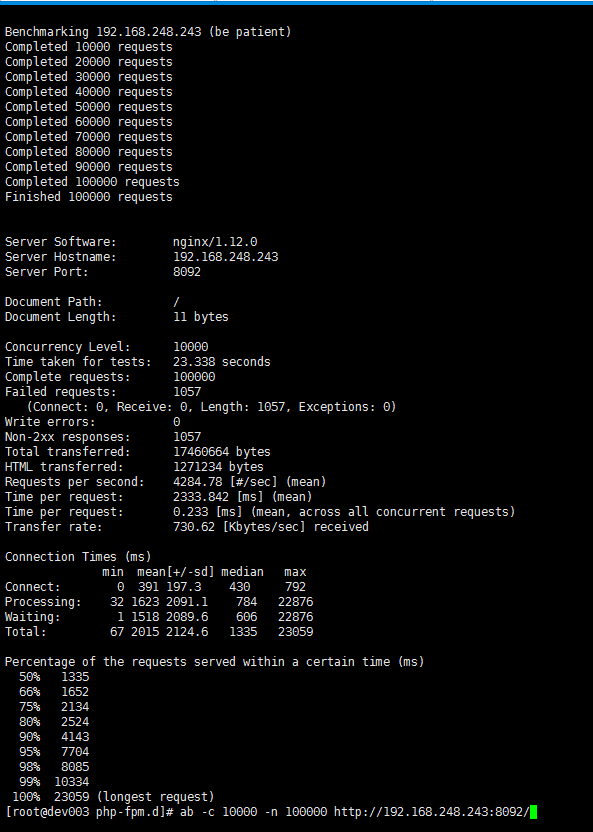 Benchmarking 192.168.248.243 (be patient)
Completed 10000 requests
Completed 20000 requests
Completed 30000 requests
Completed 40000 requests
Completed 50000 requests
Completed 60000 requests
Completed 70000 requests
Completed 80000 requests
Completed 90000 requests
Completed 100000 requests
Finished 100000 requests
Server Software:        nginx/1.12.0
Server Hostname:        192.168.248.243
Server Port:            8092
Document Path:          /
Document Length:        11 bytes
Concurrency Level:      10000
Time taken for tests:   23.338 seconds
Complete requests:      100000
Failed requests:        1057
   (Connect: 0, Receive: 0, Length: 1057, Exceptions: 0)
Write errors:           0
Non-2xx responses:      1057
Total transferred:      17460664 bytes
HTML transferred:       1271234 bytes
Requests per second:    4284.78 [#/sec] (mean)
Time per request:       2333.842 [ms] (mean)
Time per request:       0.233 [ms] (mean, across all concurrent requests)
Transfer rate:          730.62 [Kbytes/sec] received
Connection Times (ms)
              min  mean[+/-sd] median   max
Connect:        0  391 197.3    430     792
Processing:    32 1623 2091.1   784   22876
Waiting:        1 1518 2089.6   606   22876
Total:         67 2015 2124.6  1335   23059
Percentage of the requests served within a certain time (ms)
  50%   1335
  66%   1652
  75%   2134
  80%   2524
  90%   4143
  95%   7704
  98%   8085
  99%  10334
 100%  23059 (longest request)
[root@dev003 php-fpm.d]# ab -c 10000 -n 100000 http://192.168.248.243:8092/